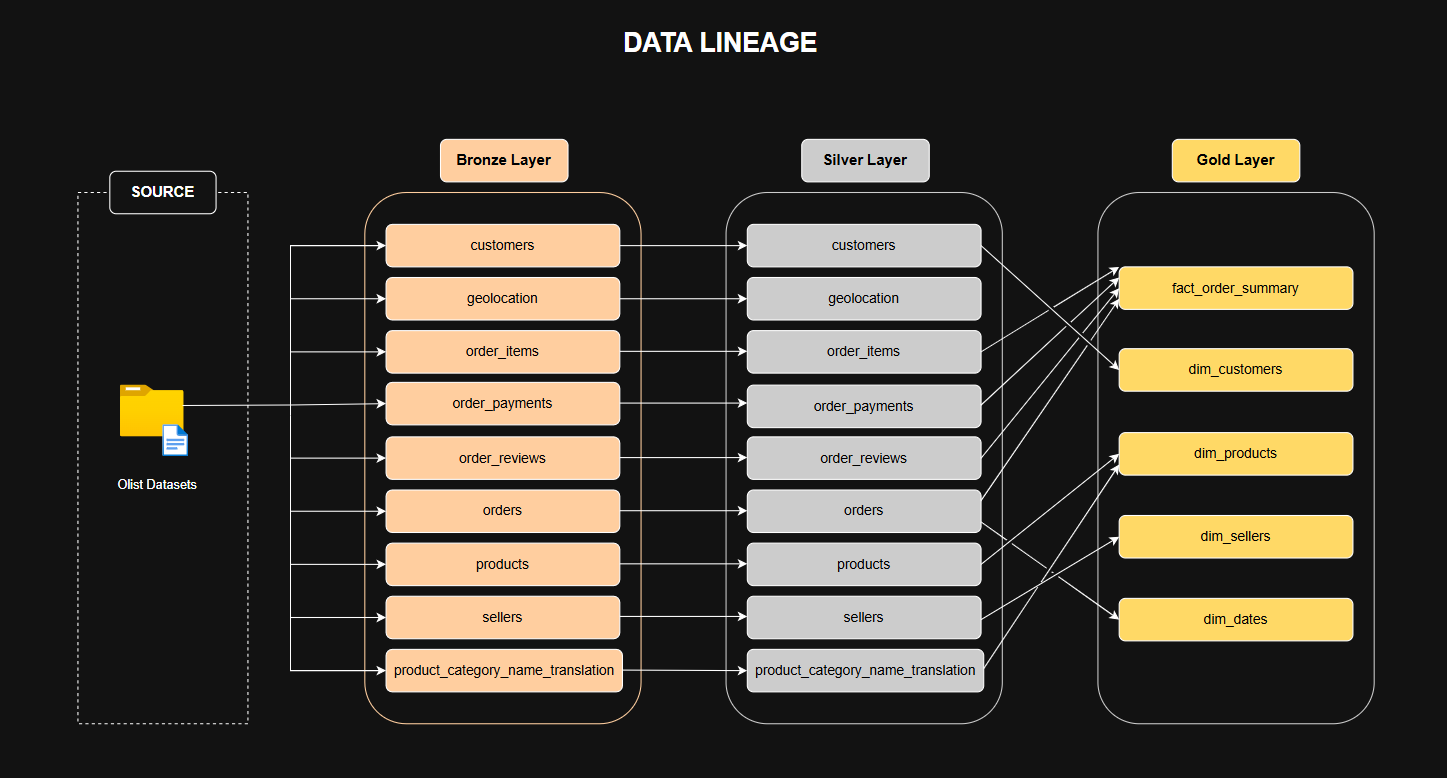 DATA LINEAGE
SOURCE
Olist Datasets
Bronze Layer
customers
geolocation
order_items
order_payments
order_reviews
orders
products
sellers
product_category_name_translation
Silver Layer
customers
geolocation
order_items
order_payments
order_reviews
orders
products
sellers
product_category_name_translation
Gold Layer
fact_order_summary
dim_customers
dim_products
dim_sellers
dim_dates